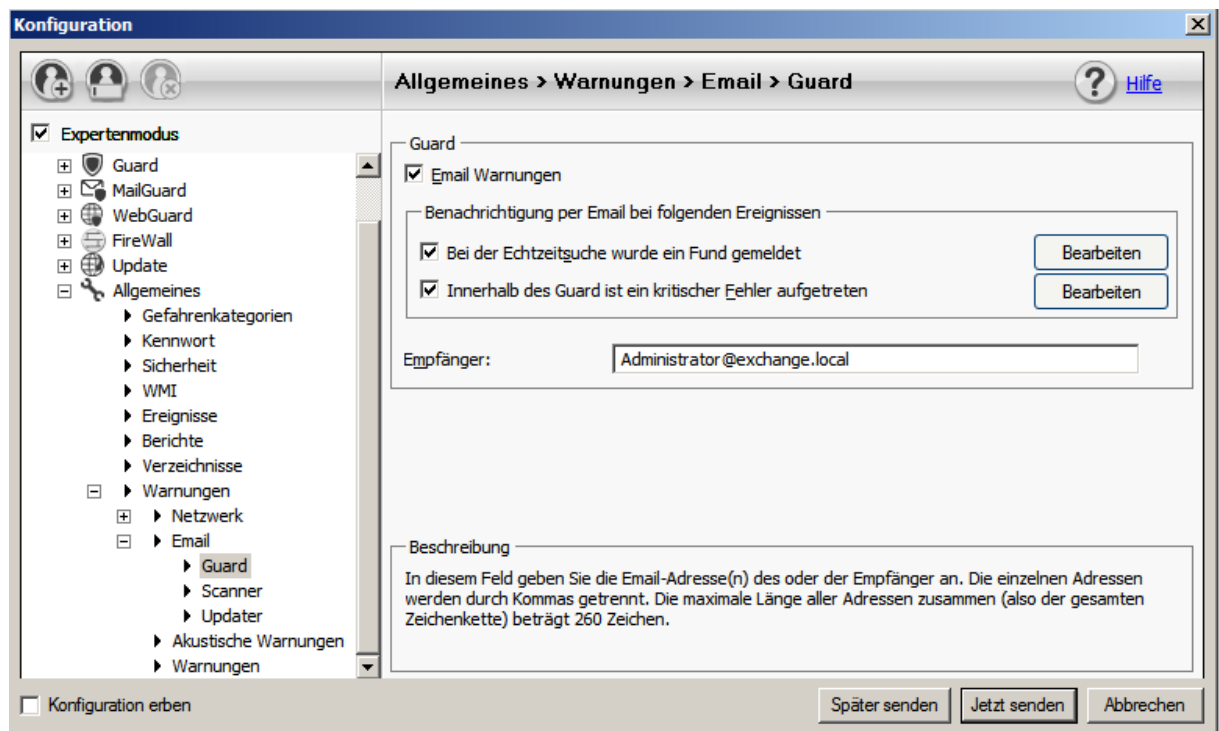 Konfiguration
Allgemeines > Warnungen > Email > Guard
? Hilfe
Expertenmodus
Guard
MailGuard
WebGuard
FireWall
Update
Allgemeines
Gefahrenkategorien
Kennwort
Sicherheit
WMI
Ereignisse
Berichte
Verzeichnisse
Warnungen
Netzwerk
Email
Guard
Scanner
Updater
Akustische Warnungen
Warnungen
Guard
Email Warnungen
Benachrichtigung per Email bei folgenden Ereignissen
Bei der Echtzeitsuche wurde ein Fund gemeldet
Bearbeiten
Innerhalb des Guard ist ein kritischer Fehler aufgetreten
Bearbeiten
Empfänger:
Administrator@exchange.local
Beschreibung
In diesem Feld geben Sie die Email-Adresse(n) des oder der Empfänger an. Die einzelnen Adressen
werden durch Kommas getrennt. Die maximale Länge aller Adressen zusammen (also der gesamten
Zeichenkette) beträgt 260 Zeichen.
Konfiguration erben
Später senden
Jetzt senden
Abbrechen